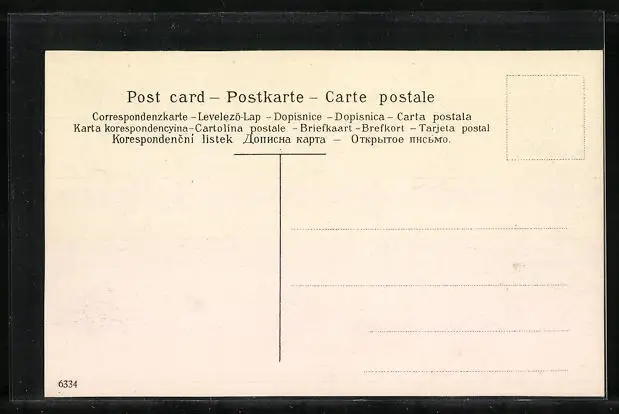 Post card – Postkarte – Carte postale
Correspondenzkarte – Levelező-Lap – Dopisnice – Dopisnica – Carta postala
Karta korespondencyina – Cartolina postale – Briefkaart – Brefkort – Tarjeta postal
Korespondenční listek Дописна карта — Открытое письмо.
6334